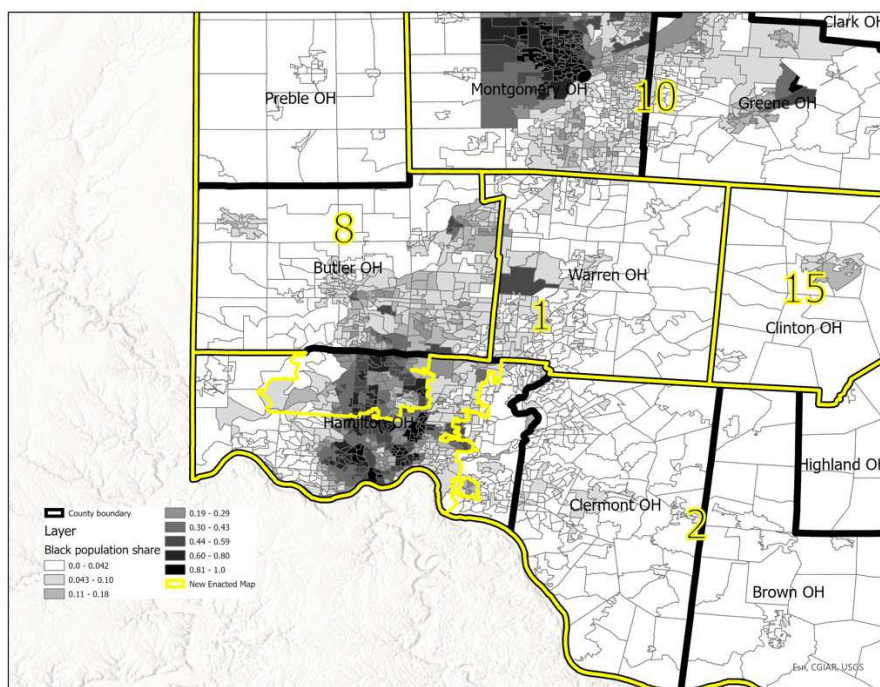 Clark OH
Preble OH
Montgomery OH
10
Greene OH
8
Butler OH
Warren OH
1
15
Clinton OH
Hamilton OH
Highland OH
Clermont OH
2
Brown OH
County boundary
Layer
Black population share
0.0 - 0.042
0.043 - 0.10
0.11 - 0.18
0.19 - 0.29
0.30 - 0.43
0.44 - 0.59
0.60 - 0.80
0.81 - 1.0
New Enacted Map
Esri, CGIAR, USGS